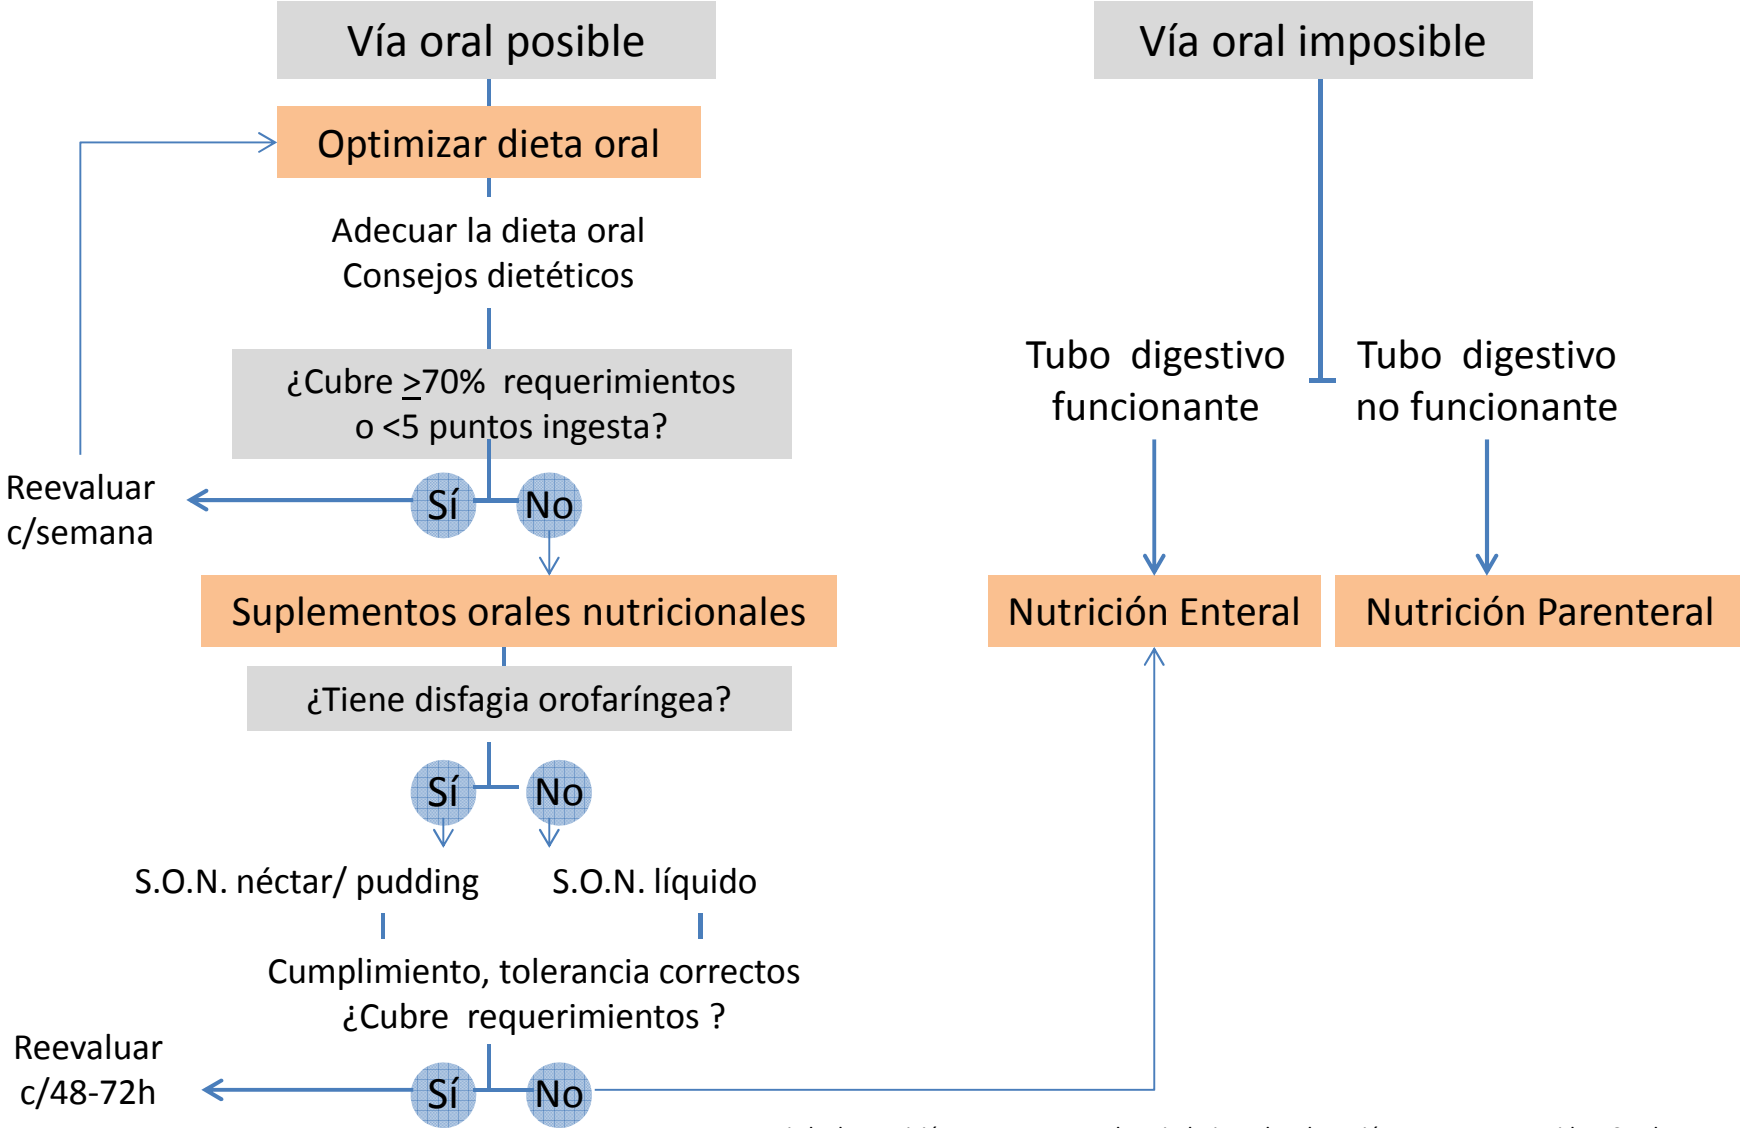 Vía oral posible
Optimizar dieta oral
Adecuar la dieta oral
Consejos dietéticos
¿Cubre >70% requerimientos
o <5 puntos ingesta?
Sí
No
Reevaluar
c/semana
Suplementos orales nutricionales
¿Tiene disfagia orofaríngea?
Sí
No
S.O.N. néctar/ pudding
S.O.N. líquido
Cumplimiento, tolerancia correctos
¿Cubre requerimientos ?
Reevaluar
c/48-72h
Sí
No
Vía oral imposible
Tubo digestivo
funcionante
Tubo digestivo
no funcionante
Nutrición Enteral
Nutrición Parenteral